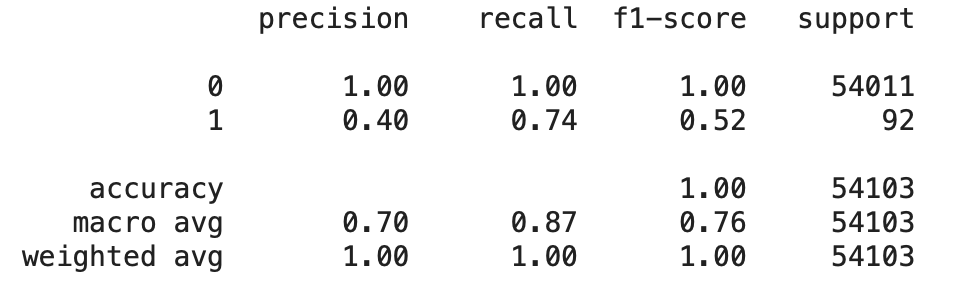 precision recall f1-score support
0 1.00 1.00 1.00 54011
1 0.40 0.74 0.52 92
accuracy 1.00 54103
macro avg 0.70 0.87 0.76 54103
weighted avg 1.00 1.00 1.00 54103